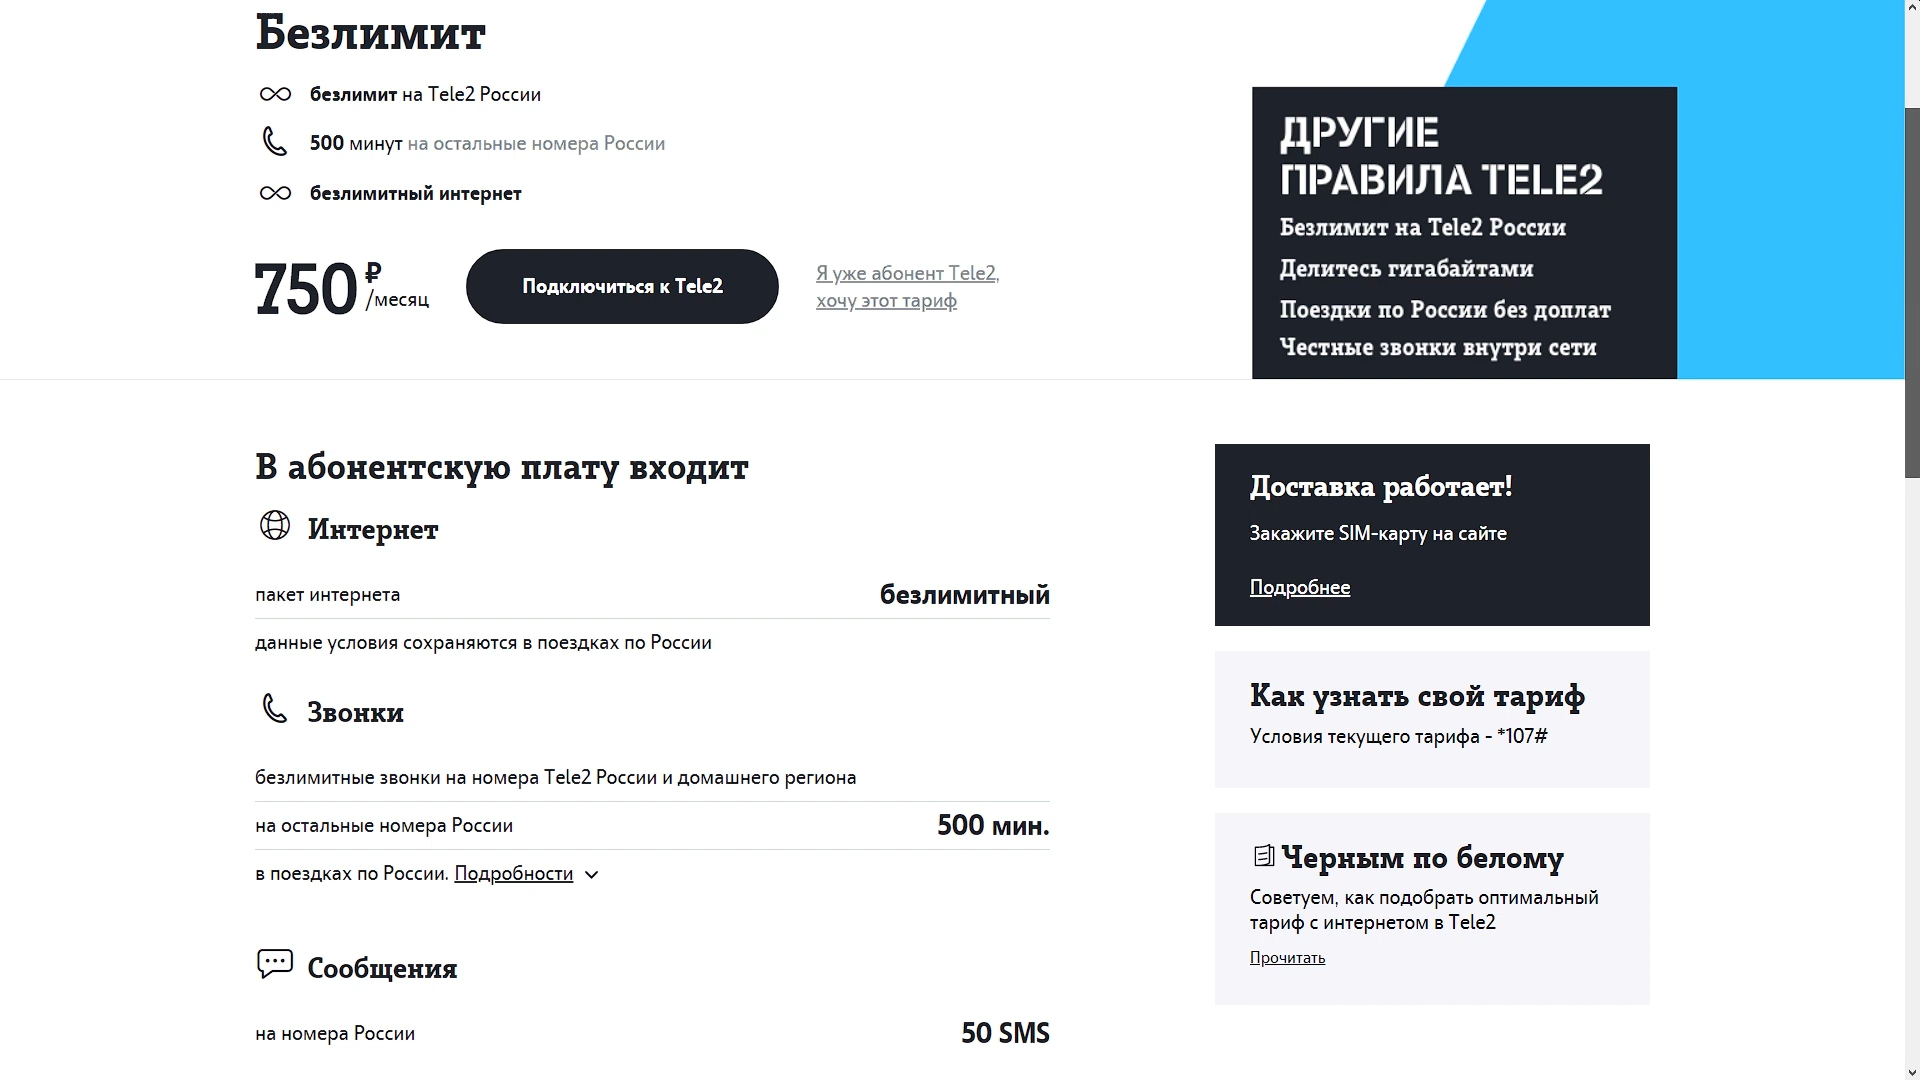 Безлимит
безлимит на Tele2 России
500 минут на остальные номера России
безлимитный интернет
750 ₽
/месяц
Подключиться к Tele2
Я уже абонент Tele2,
хочу этот тариф
ДРУГИЕ
ПРАВИЛА TELE2
Безлимит на Tele2 России
Делитесь гигабайтами
Поездки по России без доплат
Честные звонки внутри сети
В абонентскую плату входит
Интернет
пакет интернета безлимитный
данные условия сохраняются в поездках по России
Звонки
безлимитные звонки на номера Tele2 России и домашнего региона
на остальные номера России 500 мин.
в поездках по России. Подробности
Сообщения
на номера России 50 SMS
Доставка работает!
Закажите SIM-карту на сайте
Подробнее
Как узнать свой тариф
Условия текущего тарифа - *107#
Черным по белому
Советуем, как подобрать оптимальный
тариф с интернетом в Tele2
Прочитать